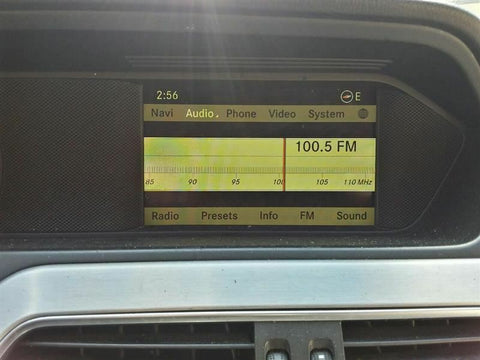 2:56 E
Navi Audio Phone Video System
100.5 FM
85 90 95 100 105 110 MHz
Radio Presets Info FM Sound